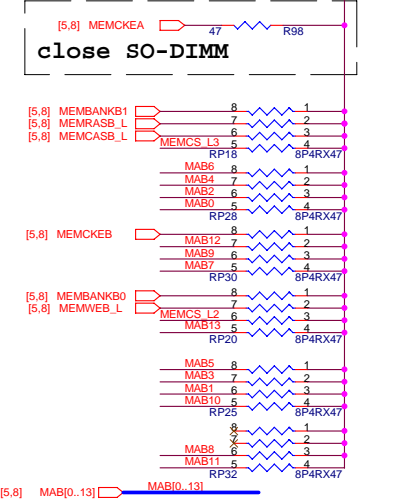 [5,8] MEMCKEA 47 R98
close SO-DIMM
[5,8] MEMBANKB1 8 1
[5,8] MEMRASB_L 7 2
[5,8] MEMCASB_L 6 3
MEMCS_L3 5 4
RP18 8P4RX47
MAB6 8 1
MAB4 7 2
MAB2 6 3
MAB0 5 4
RP28 8P4RX47
[5,8] MEMCKEB 8 1
MAB12 7 2
MAB9 6 3
MAB7 5 4
RP30 8P4RX47
[5,8] MEMBANKB0 8 1
[5,8] MEMWEB_L 7 2
MEMCS_L2 6 3
MAB13 5 4
RP20 8P4RX47
MAB5 8 1
MAB3 7 2
MAB1 6 3
MAB10 5 4
RP25 8P4RX47
8 1
7 2
MAB8 6 3
MAB11 5 4
RP32 8P4RX47
[5,8] MAB[0..13] MAB[0..13]